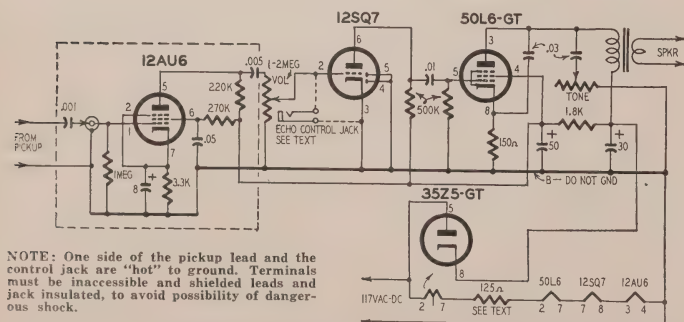 12SQ7
50L6-GT
12AU6
.005
1-2MEG
VOL
6
2
5
4
3
.01
3
5
4
8
.03
SPKR
TONE
1.8K
5
220K
270K
6
.05
.001
2
1
7
FROM
PICKUP
1MEG
8
+
3.3K
ECHO CONTROL JACK
SEE TEXT
500K
150Ω
+
50
+
30
B- DO NOT GND
35Z5-GT
5
8
117VAC-DC
2
7
125Ω
SEE TEXT
50L6
2 7
12SQ7
7 8
12AU6
3 4
NOTE: One side of the pickup lead and the
control jack are "hot" to ground. Terminals
must be inaccessible and shielded leads and
jack insulated, to avoid possibility of danger-
ous shock.